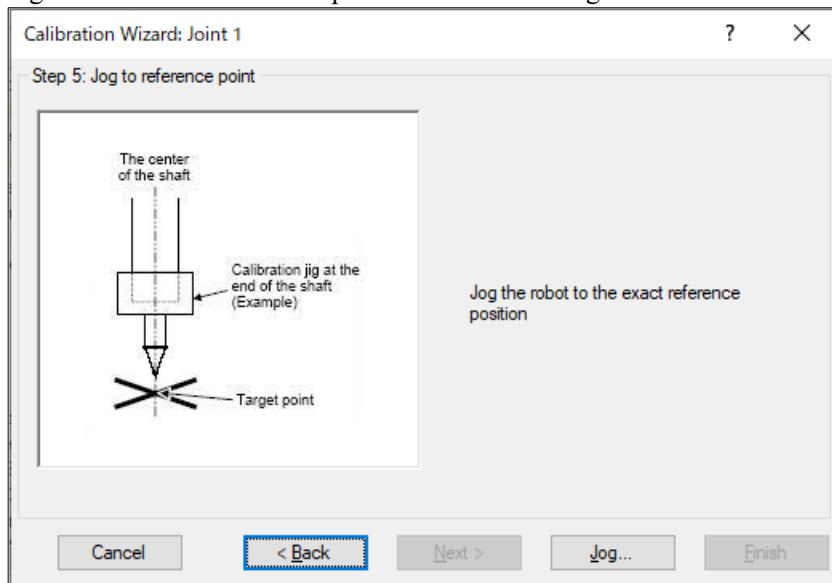 Calibration Wizard: Joint 1
?
Step 5: Jog to reference point
The center
of the shaft
Calibration jig at the
end of the shaft
(Example)
Target point
Jog the robot to the exact reference
position
Cancel
< Back
Next >
Jog...
Finish